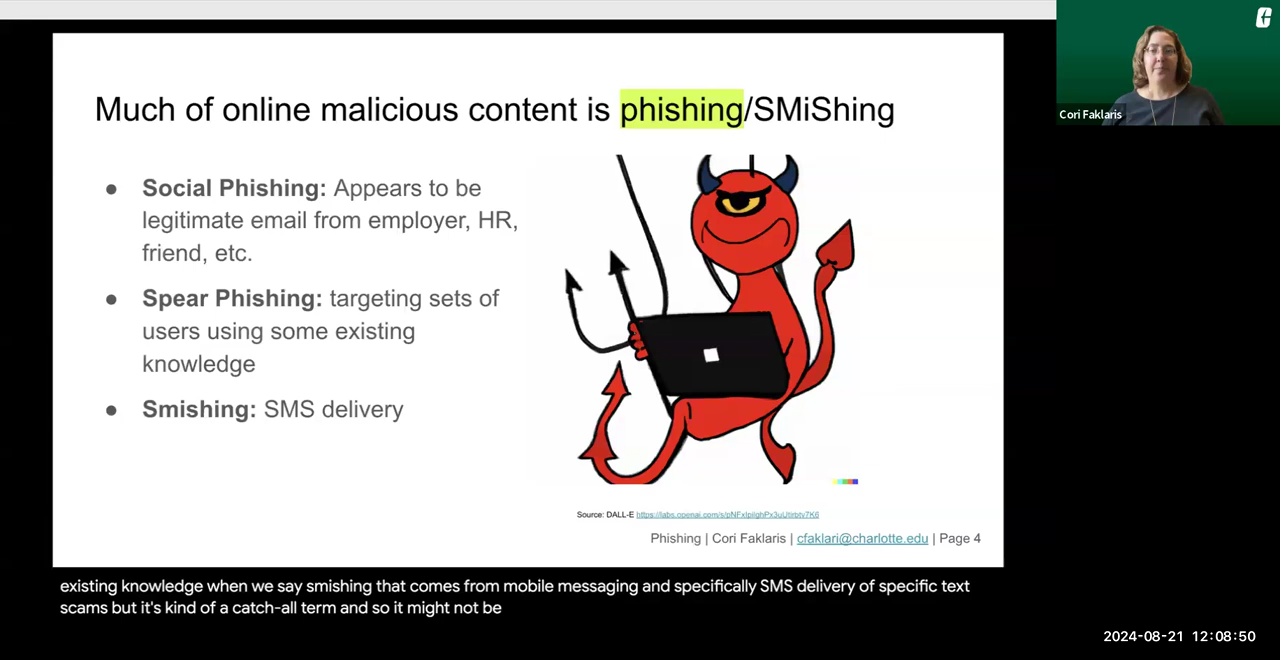 Much of online malicious content is phishing/SMiShing
● Social Phishing: Appears to be
legitimate email from employer, HR,
friend, etc.
● Spear Phishing: targeting sets of
users using some existing
knowledge
● Smishing: SMS delivery
Source: DALL-E
Phishing | Cori Faklaris | cfaklari@charlotte.edu | Page 4
Cori Faklaris
existing knowledge when we say smishing that comes from mobile messaging and specifically SMS delivery of specific text
scams but it's kind of a catch-all term and so it might not be
2024-08-21 12:08:50